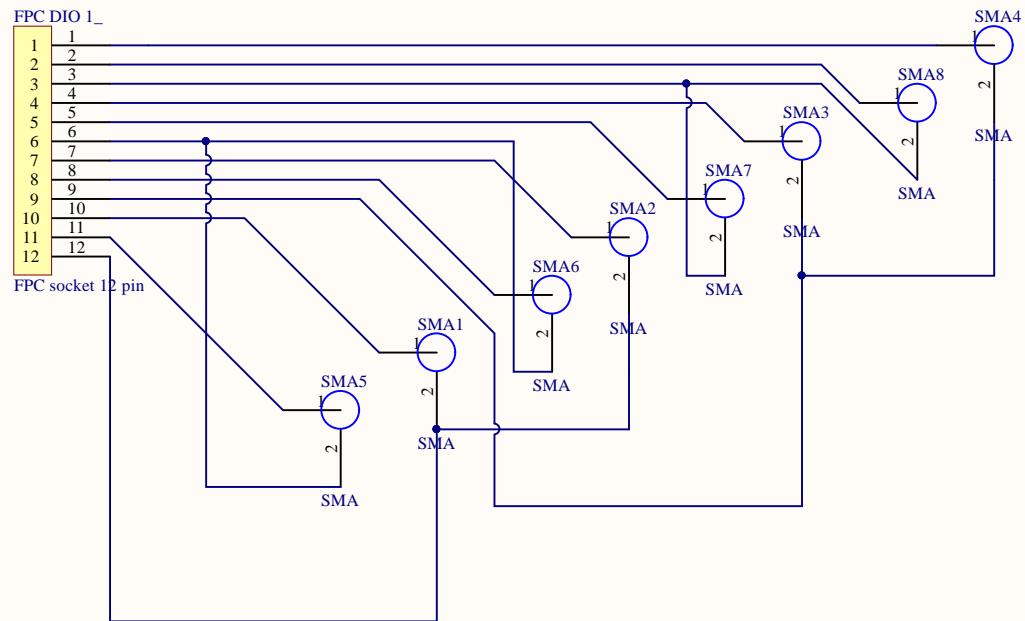 FPC DIO 1_
1 1
2 2
3 3
4 4
5 5
6 6
7 7
8 8
9 9
10 10
11 11
12 12
FPC socket 12 pin
SMA4
1
2
SMA
SMA8
1
2
SMA
SMA3
1
2
SMA
SMA7
1
2
SMA
SMA2
1
2
SMA
SMA6
1
2
SMA
SMA1
1
2
SMA
SMA5
1
2
SMA